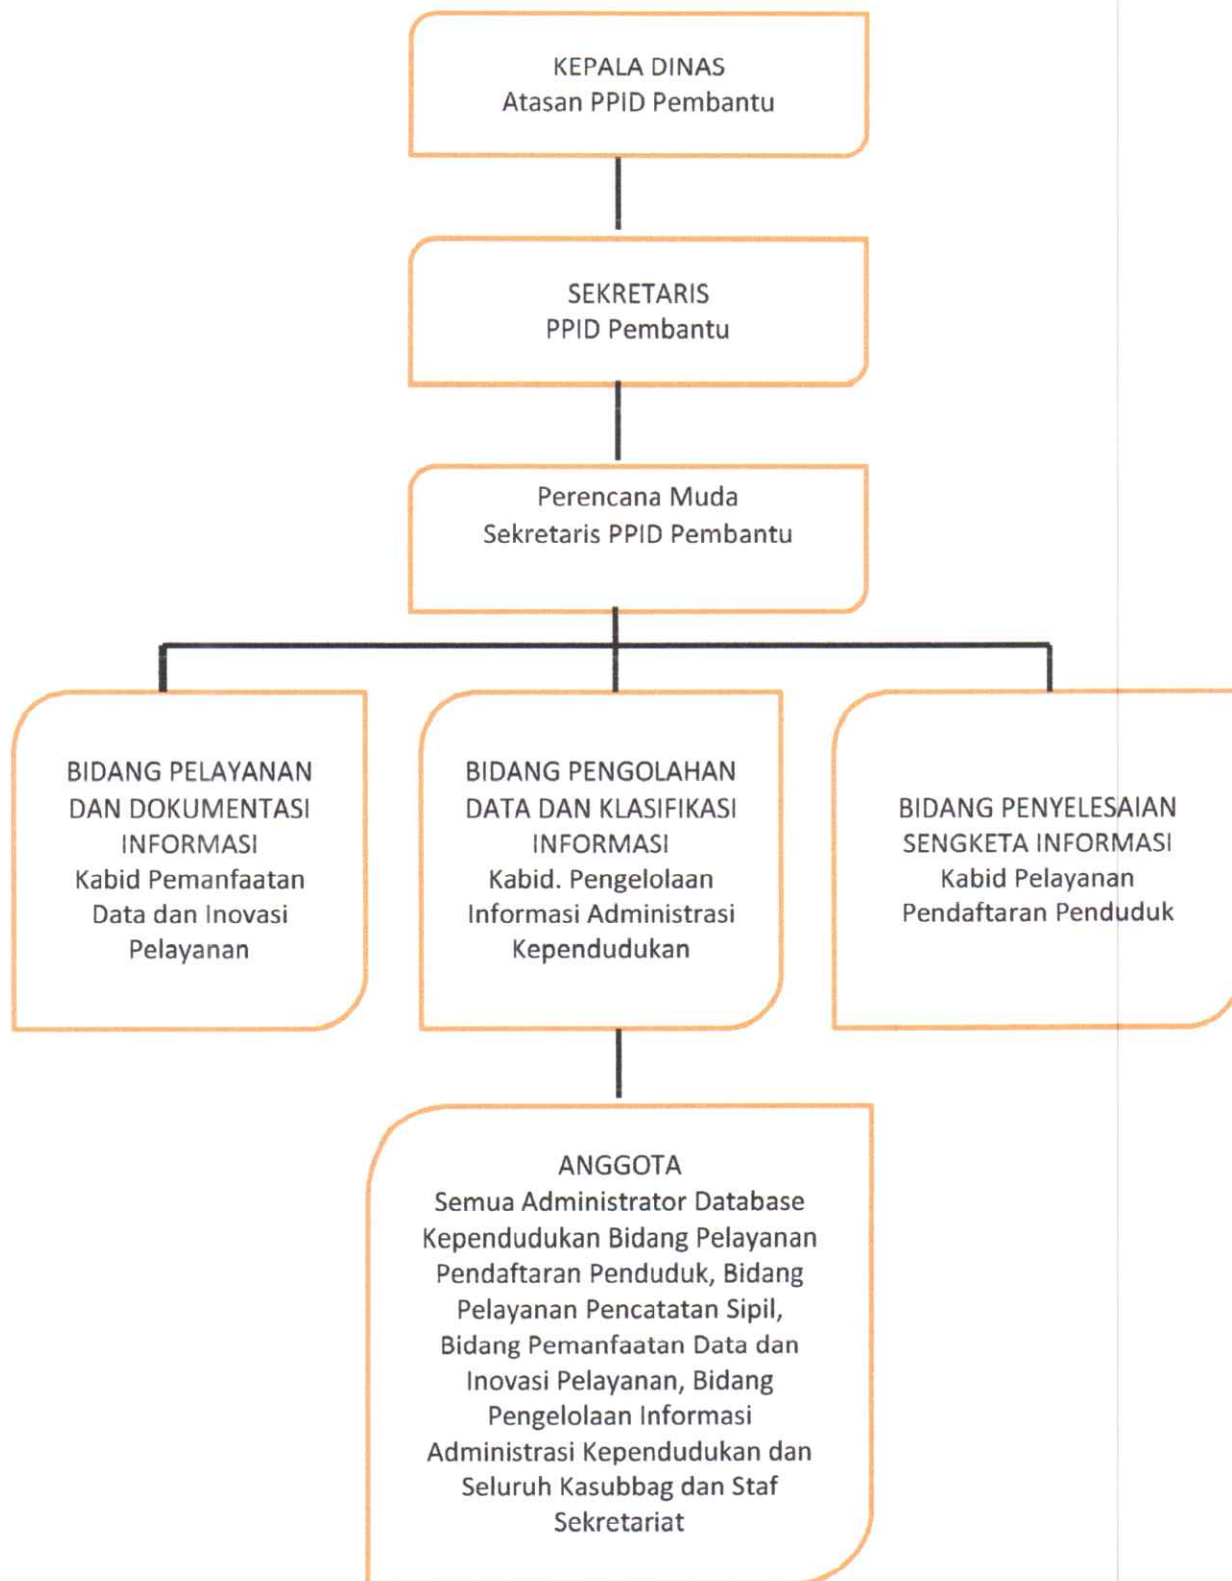 KEPALA DINAS
Atasan PPID Pembantu
SEKRETARIS
PPID Pembantu
Perencana Muda
Sekretaris PPID Pembantu
BIDANG PELAYANAN
DAN DOKUMENTASI
INFORMASI
Kabid Pemanfaatan
Data dan Inovasi
Pelayanan
BIDANG PENGOLAHAN
DATA DAN KLASIFIKASI
INFORMASI
Kabid. Pengelolaan
Informasi Administrasi
Kependudukan
BIDANG PENYELESAIAN
SENGKETA INFORMASI
Kabid Pelayanan
Pendaftaran Penduduk
ANGGOTA
Semua Administrator Database
Kependudukan Bidang Pelayanan
Pendaftaran Penduduk, Bidang
Pelayanan Pencatatan Sipil,
Bidang Pemanfaatan Data dan
Inovasi Pelayanan, Bidang
Pengelolaan Informasi
Administrasi Kependudukan dan
Seluruh Kasubbag dan Staf
Sekretariat